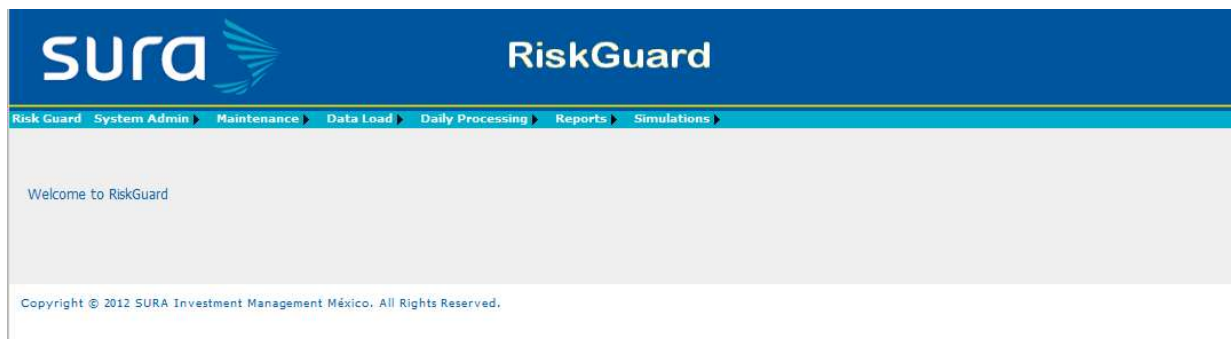 sura
RiskGuard
Risk Guard System Admin Maintenance Data Load Daily Processing Reports Simulations
Welcome to RiskGuard
Copyright © 2012 SURA Investment Management México. All Rights Reserved.